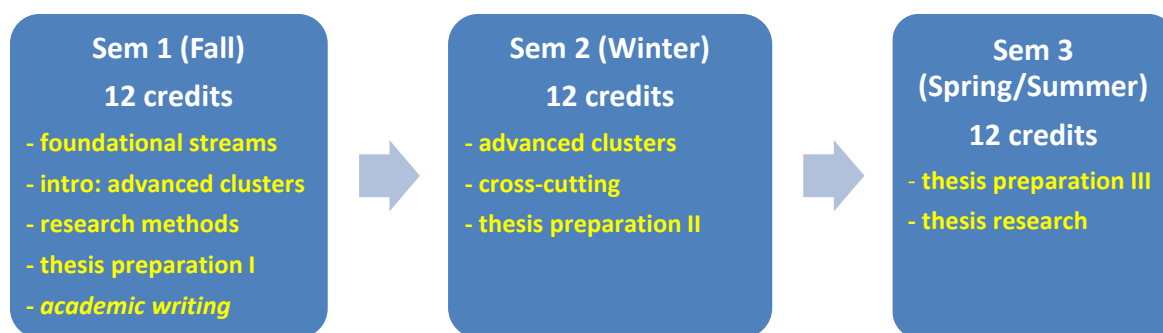 Sem 1 (Fall)
12 credits
- foundational streams
- intro: advanced clusters
- research methods
- thesis preparation I
- academic writing
Sem 2 (Winter)
12 credits
- advanced clusters
- cross-cutting
- thesis preparation II
Sem 3
(Spring/Summer)
12 credits
- thesis preparation III
- thesis research